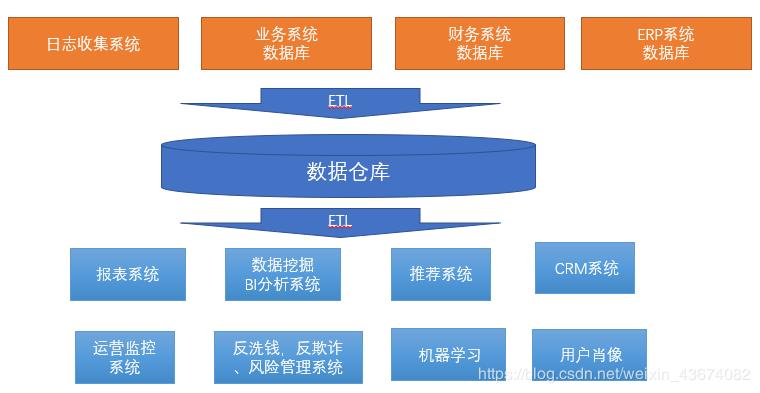 日志收集系统
业务系统
数据库
财务系统
数据库
ERP系统
数据库
ETL
数据仓库
ETL
报表系统
数据挖掘
BI分析系统
推荐系统
CRM系统
运营监控
系统
反洗钱，反欺诈
、风险管理系统
机器学习
用户肖像
https://blog.csdn.net/weixin_43674082